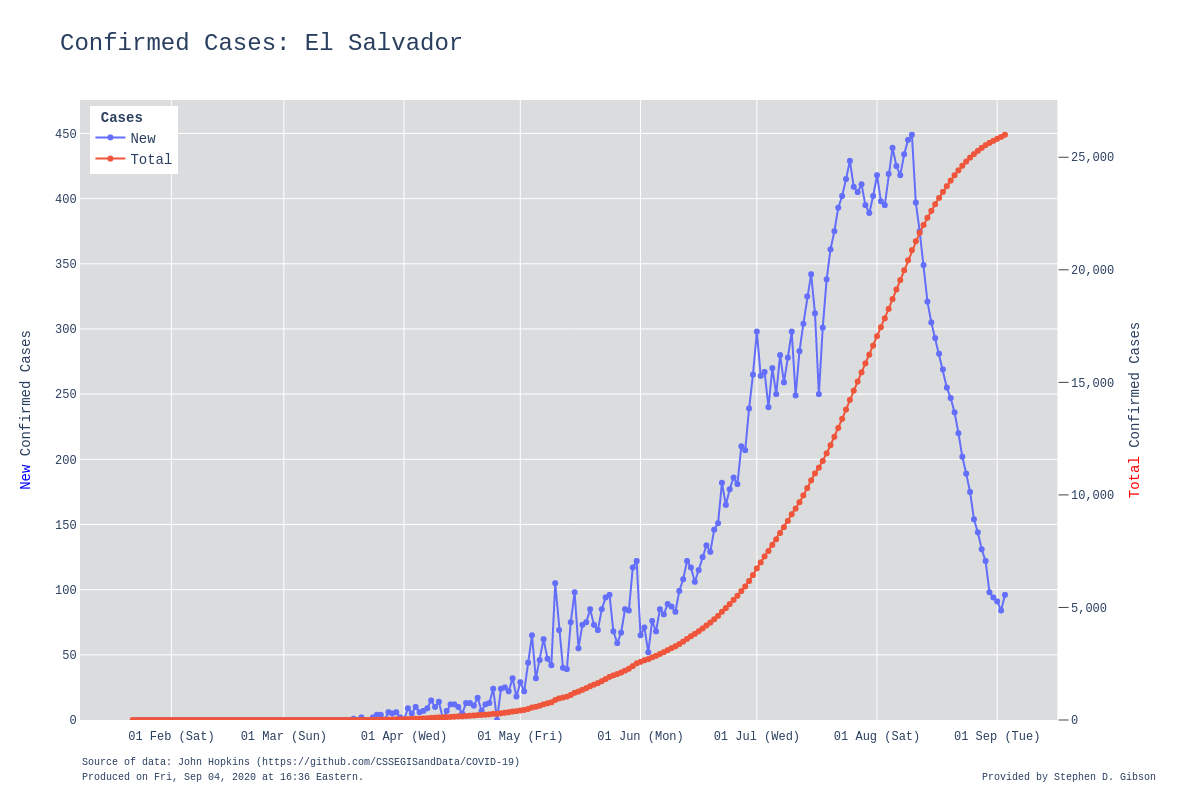 Confirmed Cases: El Salvador
Cases
New
Total
450
400
350
300
250
200
150
100
50
0
25,000
20,000
15,000
10,000
5,000
0
New Confirmed Cases
Total Confirmed Cases
01 Feb (Sat) 01 Mar (Sun) 01 Apr (Wed) 01 May (Fri) 01 Jun (Mon) 01 Jul (Wed) 01 Aug (Sat) 01 Sep (Tue)
Source of data: John Hopkins (https://github.com/CSSEGISandData/COVID-19)
Produced on Fri, Sep 04, 2020 at 16:36 Eastern.
Provided by Stephen D. Gibson